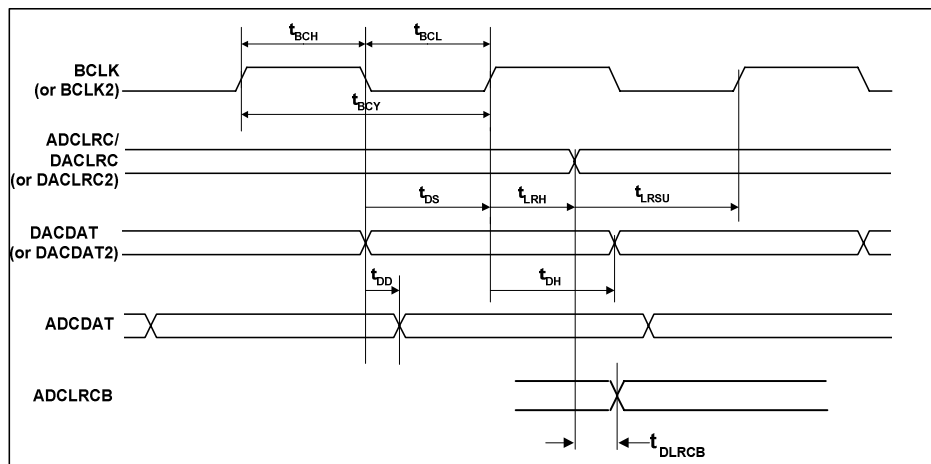 tBCH
tBCL
BCLK
(or BCLK2)
tBCY
ADCLRC/
DACLRC
(or DACLRC2)
tDS
tLRH
tLRSU
DACDAT
(or DACDAT2)
tDD
tDH
ADCDAT
ADCLRCB
tDLRCB